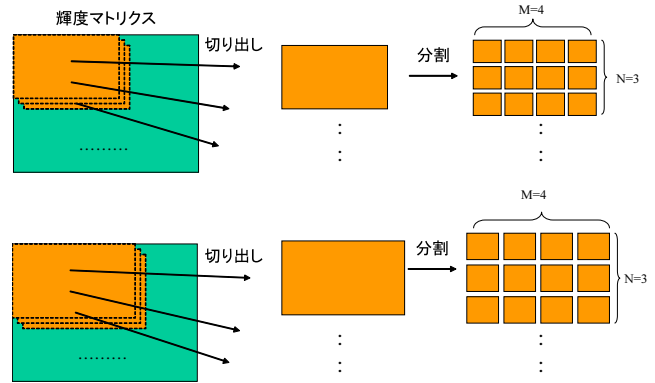 輝度マトリクス
切り出し
分割
M=4
N=3
.........
:
:
:
:
切り出し
分割
M=4
N=3
.........
:
:
:
: